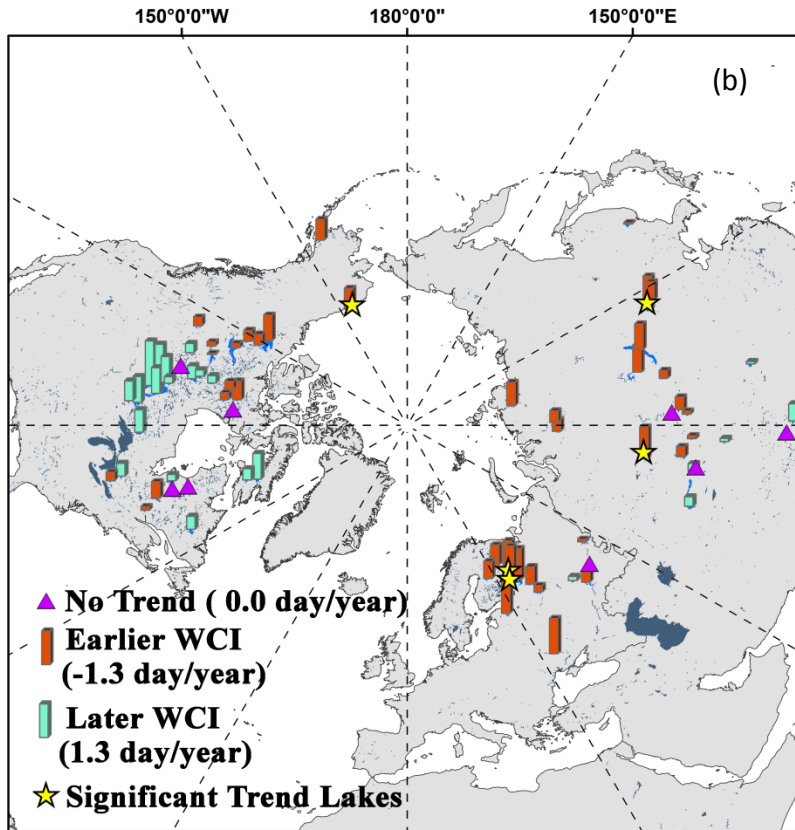 150°0'0"W 180°0'0" 150°0'0"E
(b)
No Trend ( 0.0 day/year)
Earlier WCI
(-1.3 day/year)
Later WCI
(1.3 day/year)
Significant Trend Lakes